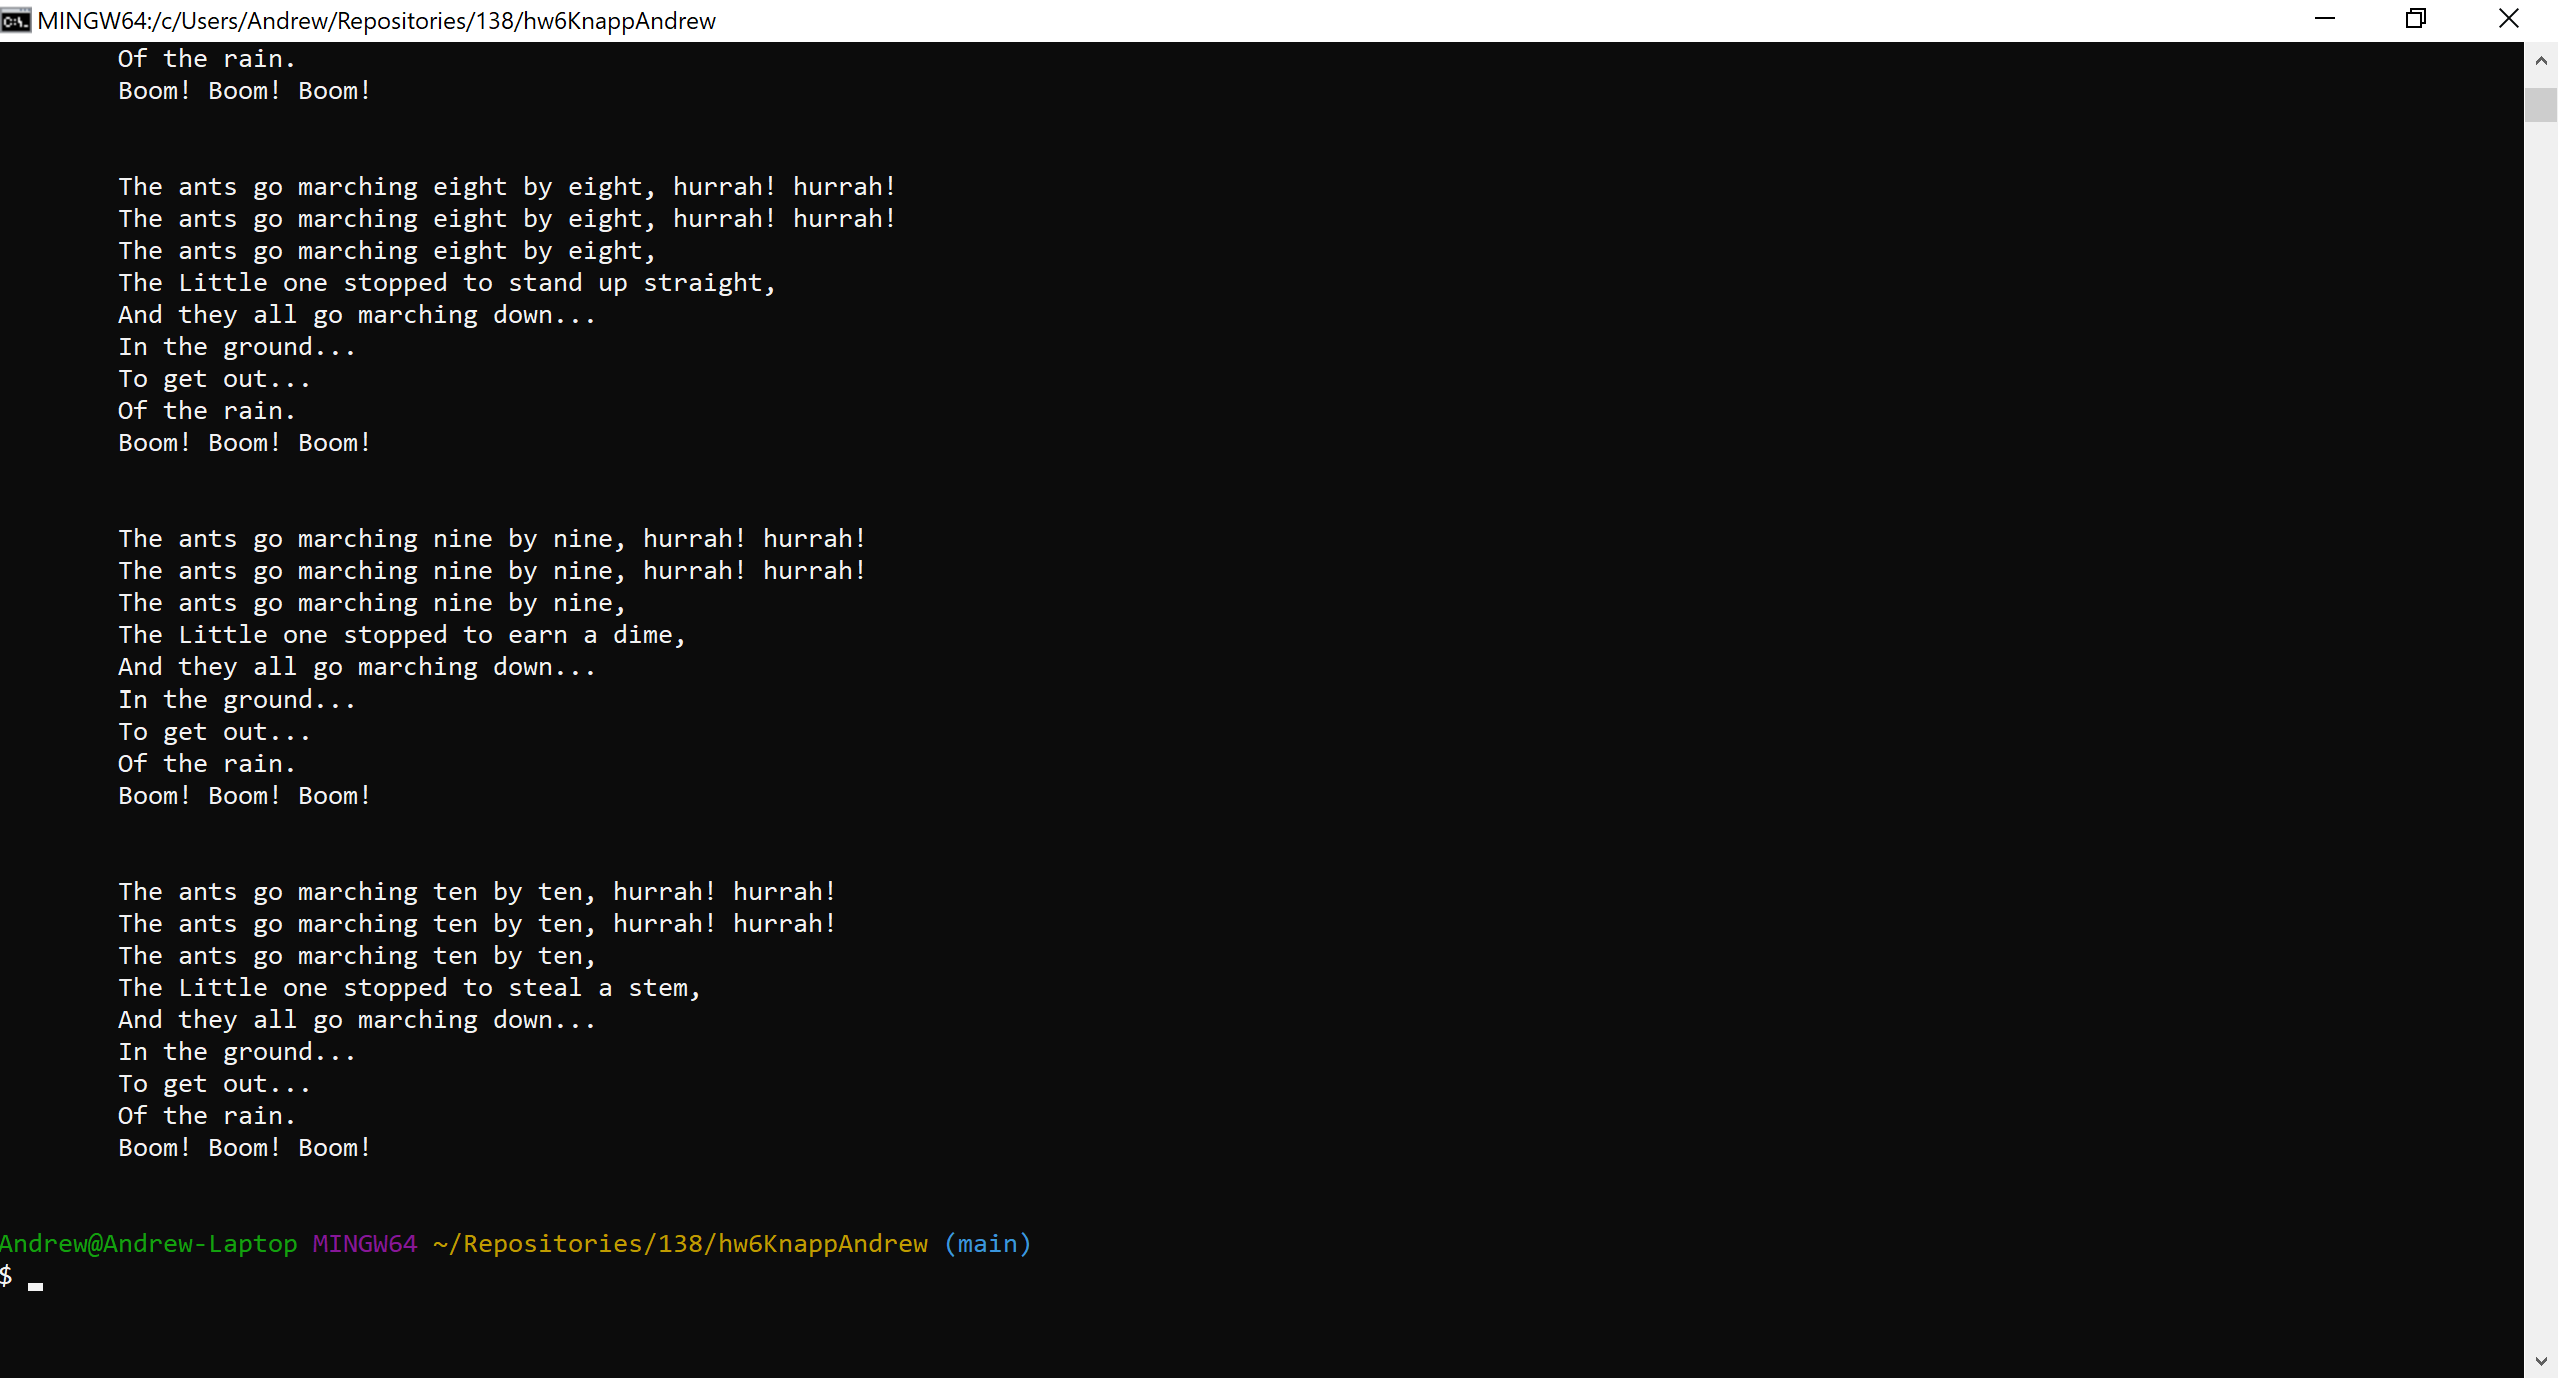 MINGW64:/c/Users/Andrew/Repositories/138/hw6KnappAndrew
Of the rain.
Boom! Boom! Boom!
The ants go marching eight by eight, hurrah! hurrah!
The ants go marching eight by eight, hurrah! hurrah!
The ants go marching eight by eight,
The Little one stopped to stand up straight,
And they all go marching down...
In the ground...
To get out...
Of the rain.
Boom! Boom! Boom!
The ants go marching nine by nine, hurrah! hurrah!
The ants go marching nine by nine, hurrah! hurrah!
The ants go marching nine by nine,
The Little one stopped to earn a dime,
And they all go marching down...
In the ground...
To get out...
Of the rain.
Boom! Boom! Boom!
The ants go marching ten by ten, hurrah! hurrah!
The ants go marching ten by ten, hurrah! hurrah!
The ants go marching ten by ten,
The Little one stopped to steal a stem,
And they all go marching down...
In the ground...
To get out...
Of the rain.
Boom! Boom! Boom!
Andrew@Andrew-Laptop MINGW64 ~/Repositories/138/hw6KnappAndrew (main)
$